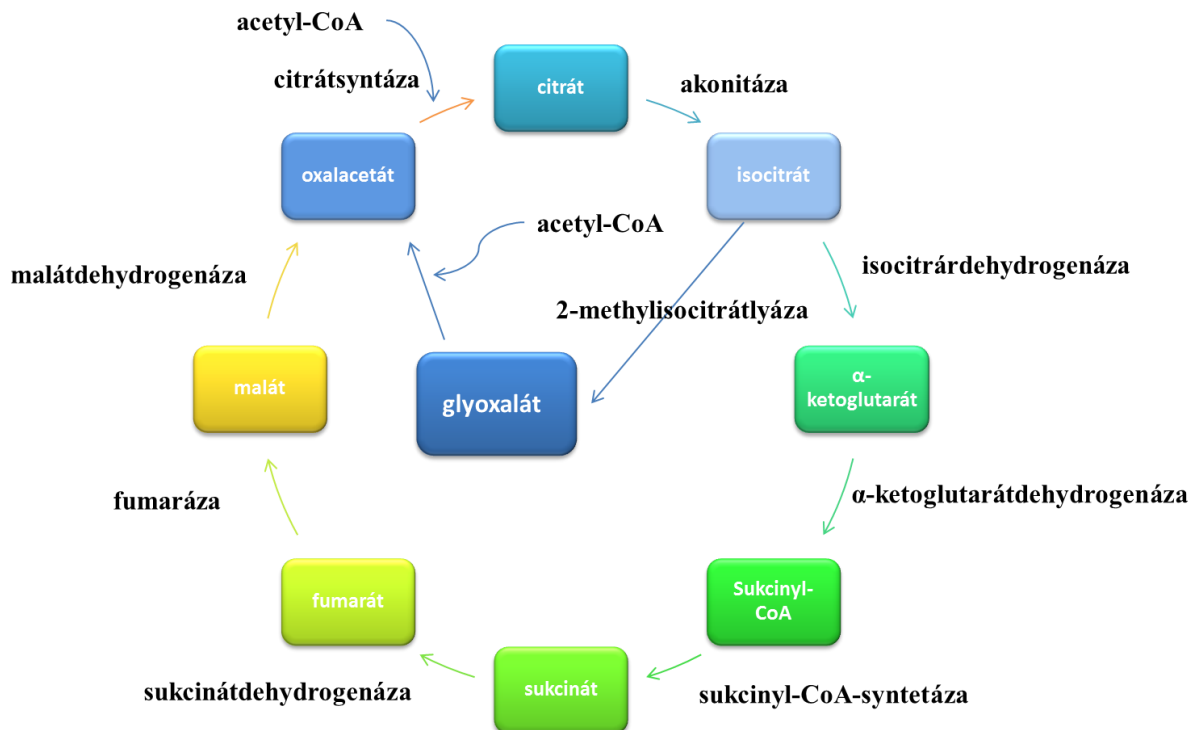 acetyl-CoA
citrátsyntáza
citrát
akonitáza
oxalacetát
isocitrát
acetyl-CoA
malátdehydrogenáza
isocitrárdehydrogenáza
2-methylisocitrátlyáza
malát
glyoxalát
α-
ketoglutarát
fumaráza
α-ketoglutarátdehydrogenáza
fumarát
Sukcinyl-
CoA
sukcinátdehydrogenáza
sukcinát
sukcinyl-CoA-syntetáza